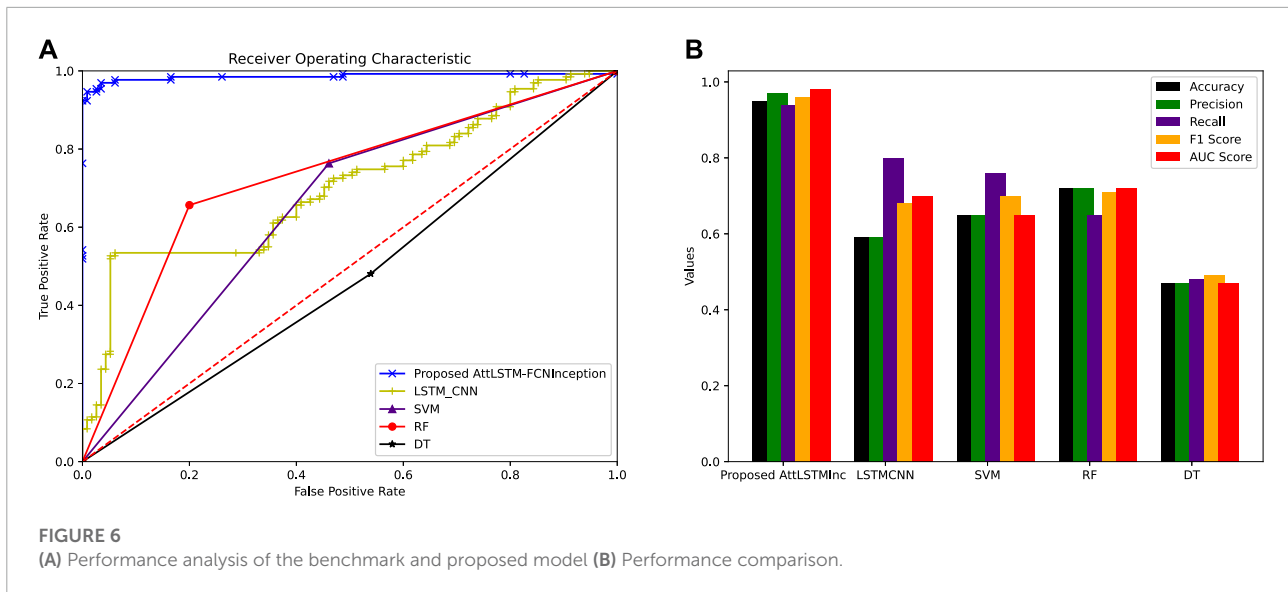 A
Receiver Operating Characteristic
1.0
0.8
0.6
0.4
0.2
0.0
True Positive Rate
0.0 0.2 0.4 0.6 0.8 1.0
False Positive Rate
Proposed AttLSTM-FCNInception
LSTM_CNN
SVM
RF
DT
B
1.0
0.8
0.6
0.4
0.2
0.0
Values
Accuracy
Precision
Recall
F1 Score
AUC Score
Proposed AttLSTMInc LSTMCNN SVM RF DT
FIGURE 6
(A) Performance analysis of the benchmark and proposed model (B) Performance comparison.